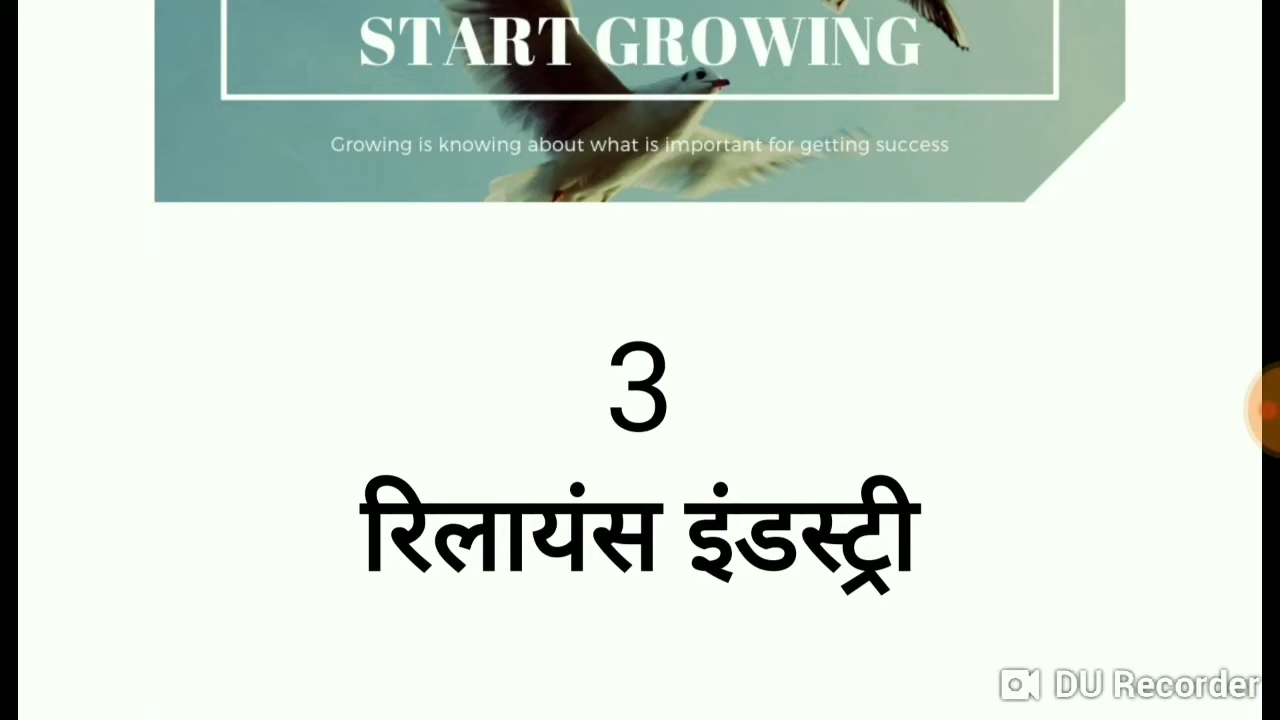 START GROWING
Growing is knowing about what is important for getting success
3
रिलायंस इंडस्ट्री
DU Recorder